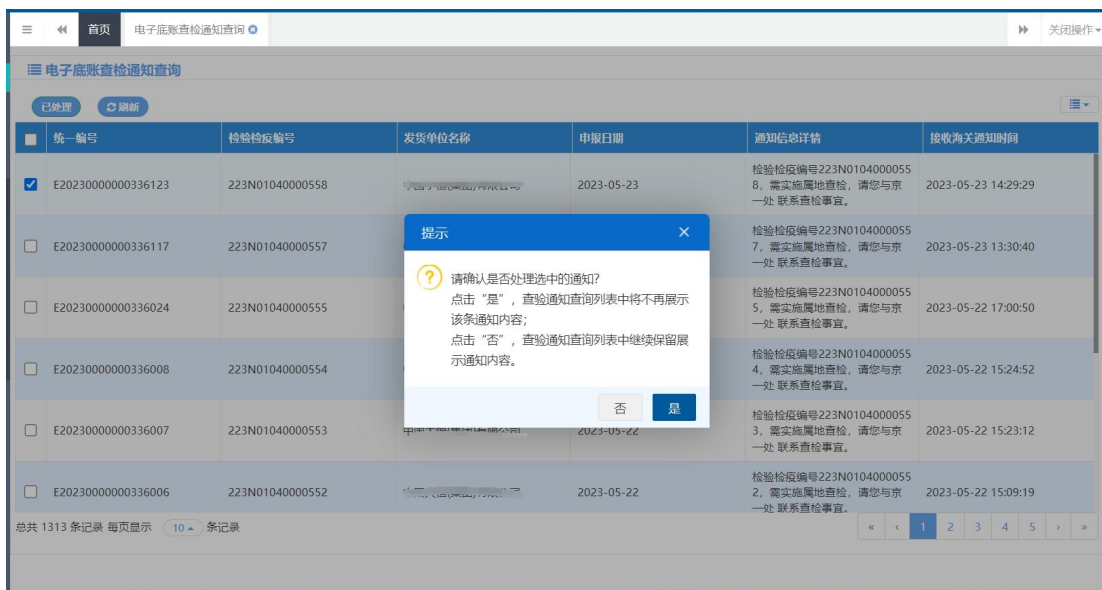 首页 电子底账查检通知查询 关闭操作
电子底账查检通知查询
已处理 刷新
统一编号 检验检疫编号 发货单位名称 申报日期 通知信息详情 接收海关通知时间
检验检疫编号223N0104000055
E20230000000336123 223N01040000558 2023-05-23 8，需实施属地查检，请您与京 2023-05-23 14:29:29
一处 联系查检事宜。
检验检疫编号223N0104000055
E20230000000336117 223N01040000557 7，需实施属地查检，请您与京 2023-05-23 13:30:40
一处 联系查检事宜。
检验检疫编号223N0104000055
E20230000000336024 223N01040000555 5，需实施属地查检，请您与京 2023-05-22 17:00:50
一处 联系查检事宜。
检验检疫编号223N0104000055
E20230000000336008 223N01040000554 4，需实施属地查检，请您与京 2023-05-22 15:24:52
一处 联系查检事宜。
检验检疫编号223N0104000055
E20230000000336007 223N01040000553 2023-05-22 3，需实施属地查检，请您与京 2023-05-22 15:23:12
一处 联系查检事宜。
检验检疫编号223N0104000055
E20230000000336006 223N01040000552 2023-05-22 2，需实施属地查检，请您与京 2023-05-22 15:09:19
一处 联系查检事宜。
提示
请确认是否处理选中的通知？
点击“是”，查验通知查询列表中将不再展示
该条通知内容；
点击“否”，查验通知查询列表中继续保留展
示通知内容。
否 是
总共 1313 条记录 每页显示 10 条记录 « ‹ 1 2 3 4 5 › »